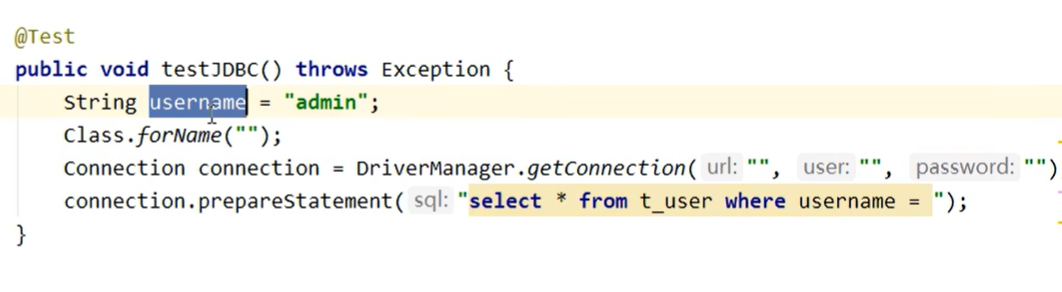 @Test
public void testJDBC() throws Exception {
    String username = "admin";
    Class.forName("");
    Connection connection = DriverManager.getConnection( url: "", user: "", password: "")
    connection.prepareStatement( sql: "select * from t_user where username = ");
}